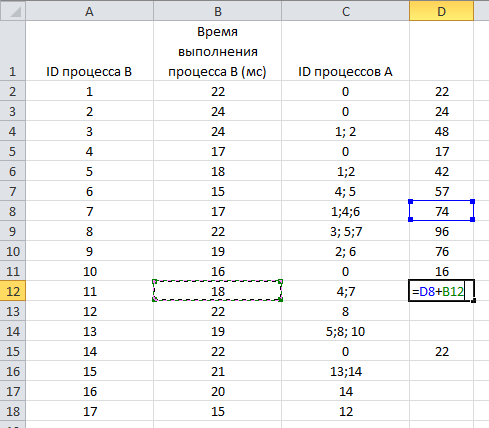 A B C D
1 ID процесса B Время выполнения процесса B (мс) ID процессов A
2 1 22 0 22
3 2 24 0 24
4 3 24 1; 2 48
5 4 17 0 17
6 5 18 1;2 42
7 6 15 4; 5 57
8 7 17 1;4;6 74
9 8 22 3; 5;7 96
10 9 19 2; 6 76
11 10 16 0 16
12 11 18 4;7 =D8+B12
13 12 22 8
14 13 19 5;8; 10
15 14 22 0 22
16 15 21 13;14
17 16 20 14
18 17 15 12